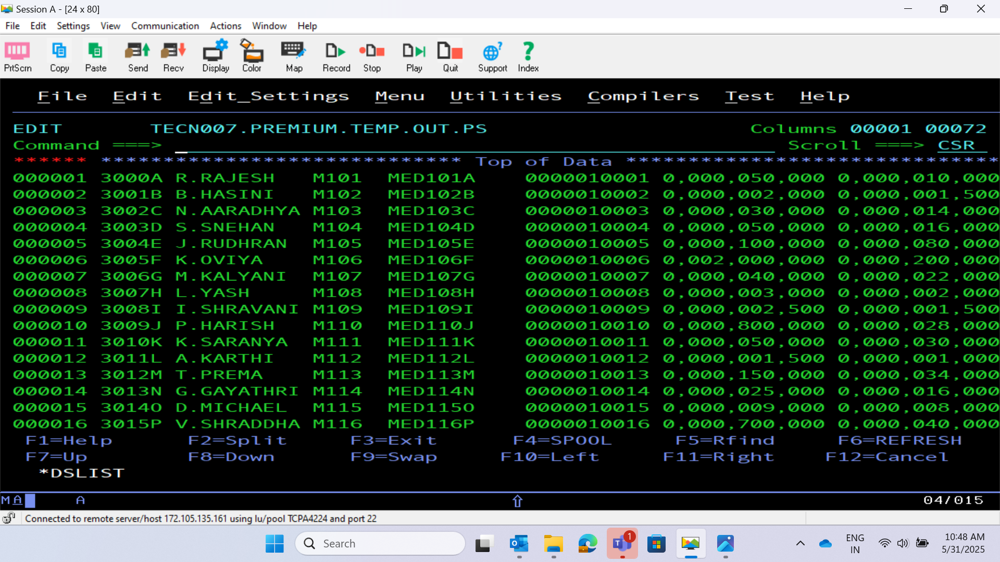 Session A - [24 x 80]
File Edit Settings View Communication Actions Window Help
PrtScrn Copy Paste Send Recv Display Color Map Record Stop Play Quit Support Index
File Edit Edit_Settings Menu Utilities Compilers Test Help
EDIT TECN007.PREMIUM.TEMP.OUT.PS Columns 00001 00072
Command ===> Scroll ===> CSR
****** ***************************** Top of Data ******************************
000001 3000A R.RAJESH M101 MED101A 0000010001 0,000,050,000 0,000,010,000
000002 3001B B.HASINI M102 MED102B 0000010002 0,000,002,000 0,000,001,500
000003 3002C N.AARADHYA M103 MED103C 0000010003 0,000,030,000 0,000,014,000
000004 3003D S.SNEHAN M104 MED104D 0000010004 0,000,050,000 0,000,016,000
000005 3004E J.RUDHRAN M105 MED105E 0000010005 0,000,100,000 0,000,080,000
000006 3005F K.OVIYA M106 MED106F 0000010006 0,002,000,000 0,000,200,000
000007 3006G M.KALYANI M107 MED107G 0000010007 0,000,040,000 0,000,022,000
000008 3007H L.YASH M108 MED108H 0000010008 0,000,003,000 0,000,002,000
000009 3008I I.SHRAVANI M109 MED109I 0000010009 0,000,002,500 0,000,001,500
000010 3009J P.HARISH M110 MED110J 0000010010 0,000,800,000 0,000,028,000
000011 3010K K.SARANYA M111 MED111K 0000010011 0,000,050,000 0,000,030,000
000012 3011L A.KARTHI M112 MED112L 0000010012 0,000,001,500 0,000,001,000
000013 3012M T.PREMA M113 MED113M 0000010013 0,000,150,000 0,000,034,000
000014 3013N G.GAYATHRI M114 MED114N 0000010014 0,000,025,000 0,000,016,000
000015 3014O D.MICHAEL M115 MED115O 0000010015 0,000,009,000 0,000,008,000
000016 3015P V.SHRADDHA M116 MED116P 0000010016 0,000,700,000 0,000,040,000
F1=Help F2=Split F3=Exit F4=SPOOL F5=Rfind F6=REFRESH
F7=Up F8=Down F9=Swap F10=Left F11=Right F12=Cancel
*DSLIST
MA A 04/015
Connected to remote server/host 172.105.135.161 using lu/pool TCPA4224 and port 22
Search 1 ENG 10:48 AM
IN 5/31/2025